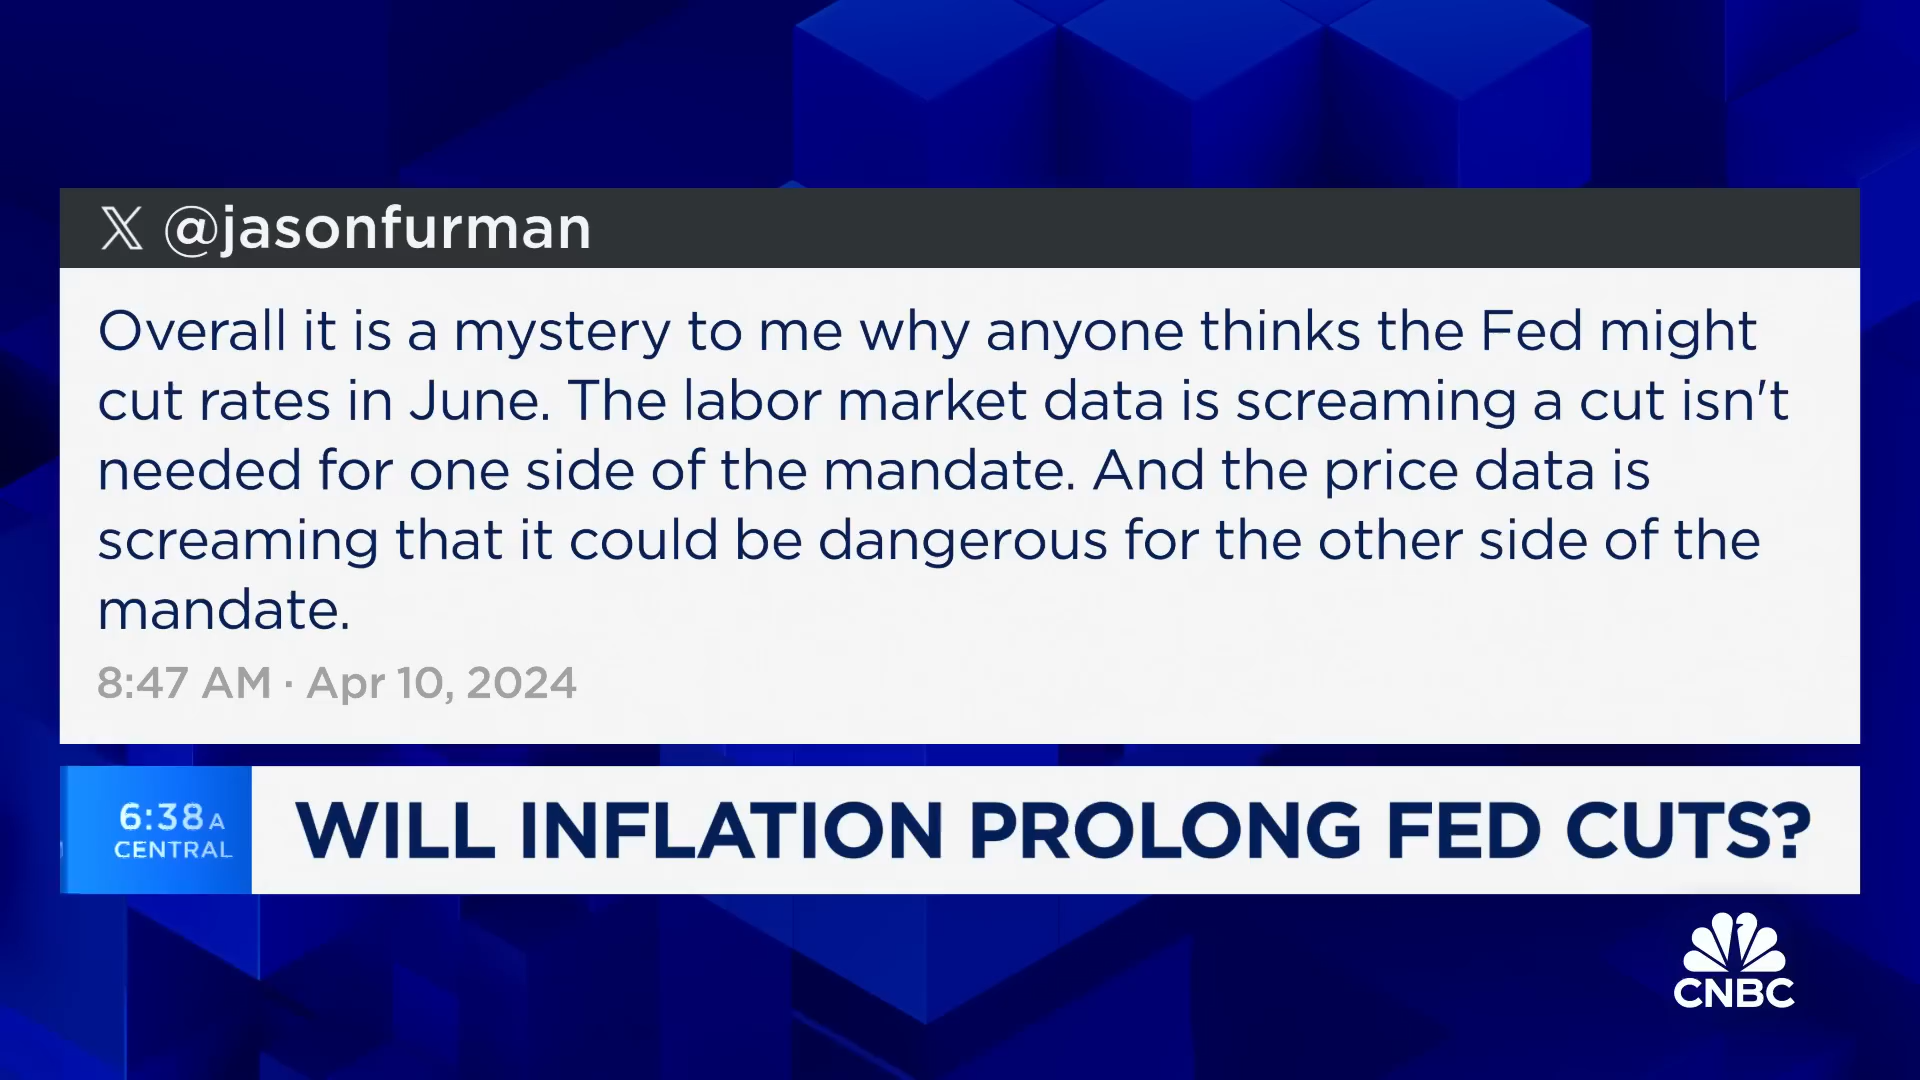 X @jasonfurman
Overall it is a mystery to me why anyone thinks the Fed might
cut rates in June. The labor market data is screaming a cut isn't
needed for one side of the mandate. And the price data is
screaming that it could be dangerous for the other side of the
mandate.
8:47 AM · Apr 10, 2024
6:38A
CENTRAL
WILL INFLATION PROLONG FED CUTS?
CNBC